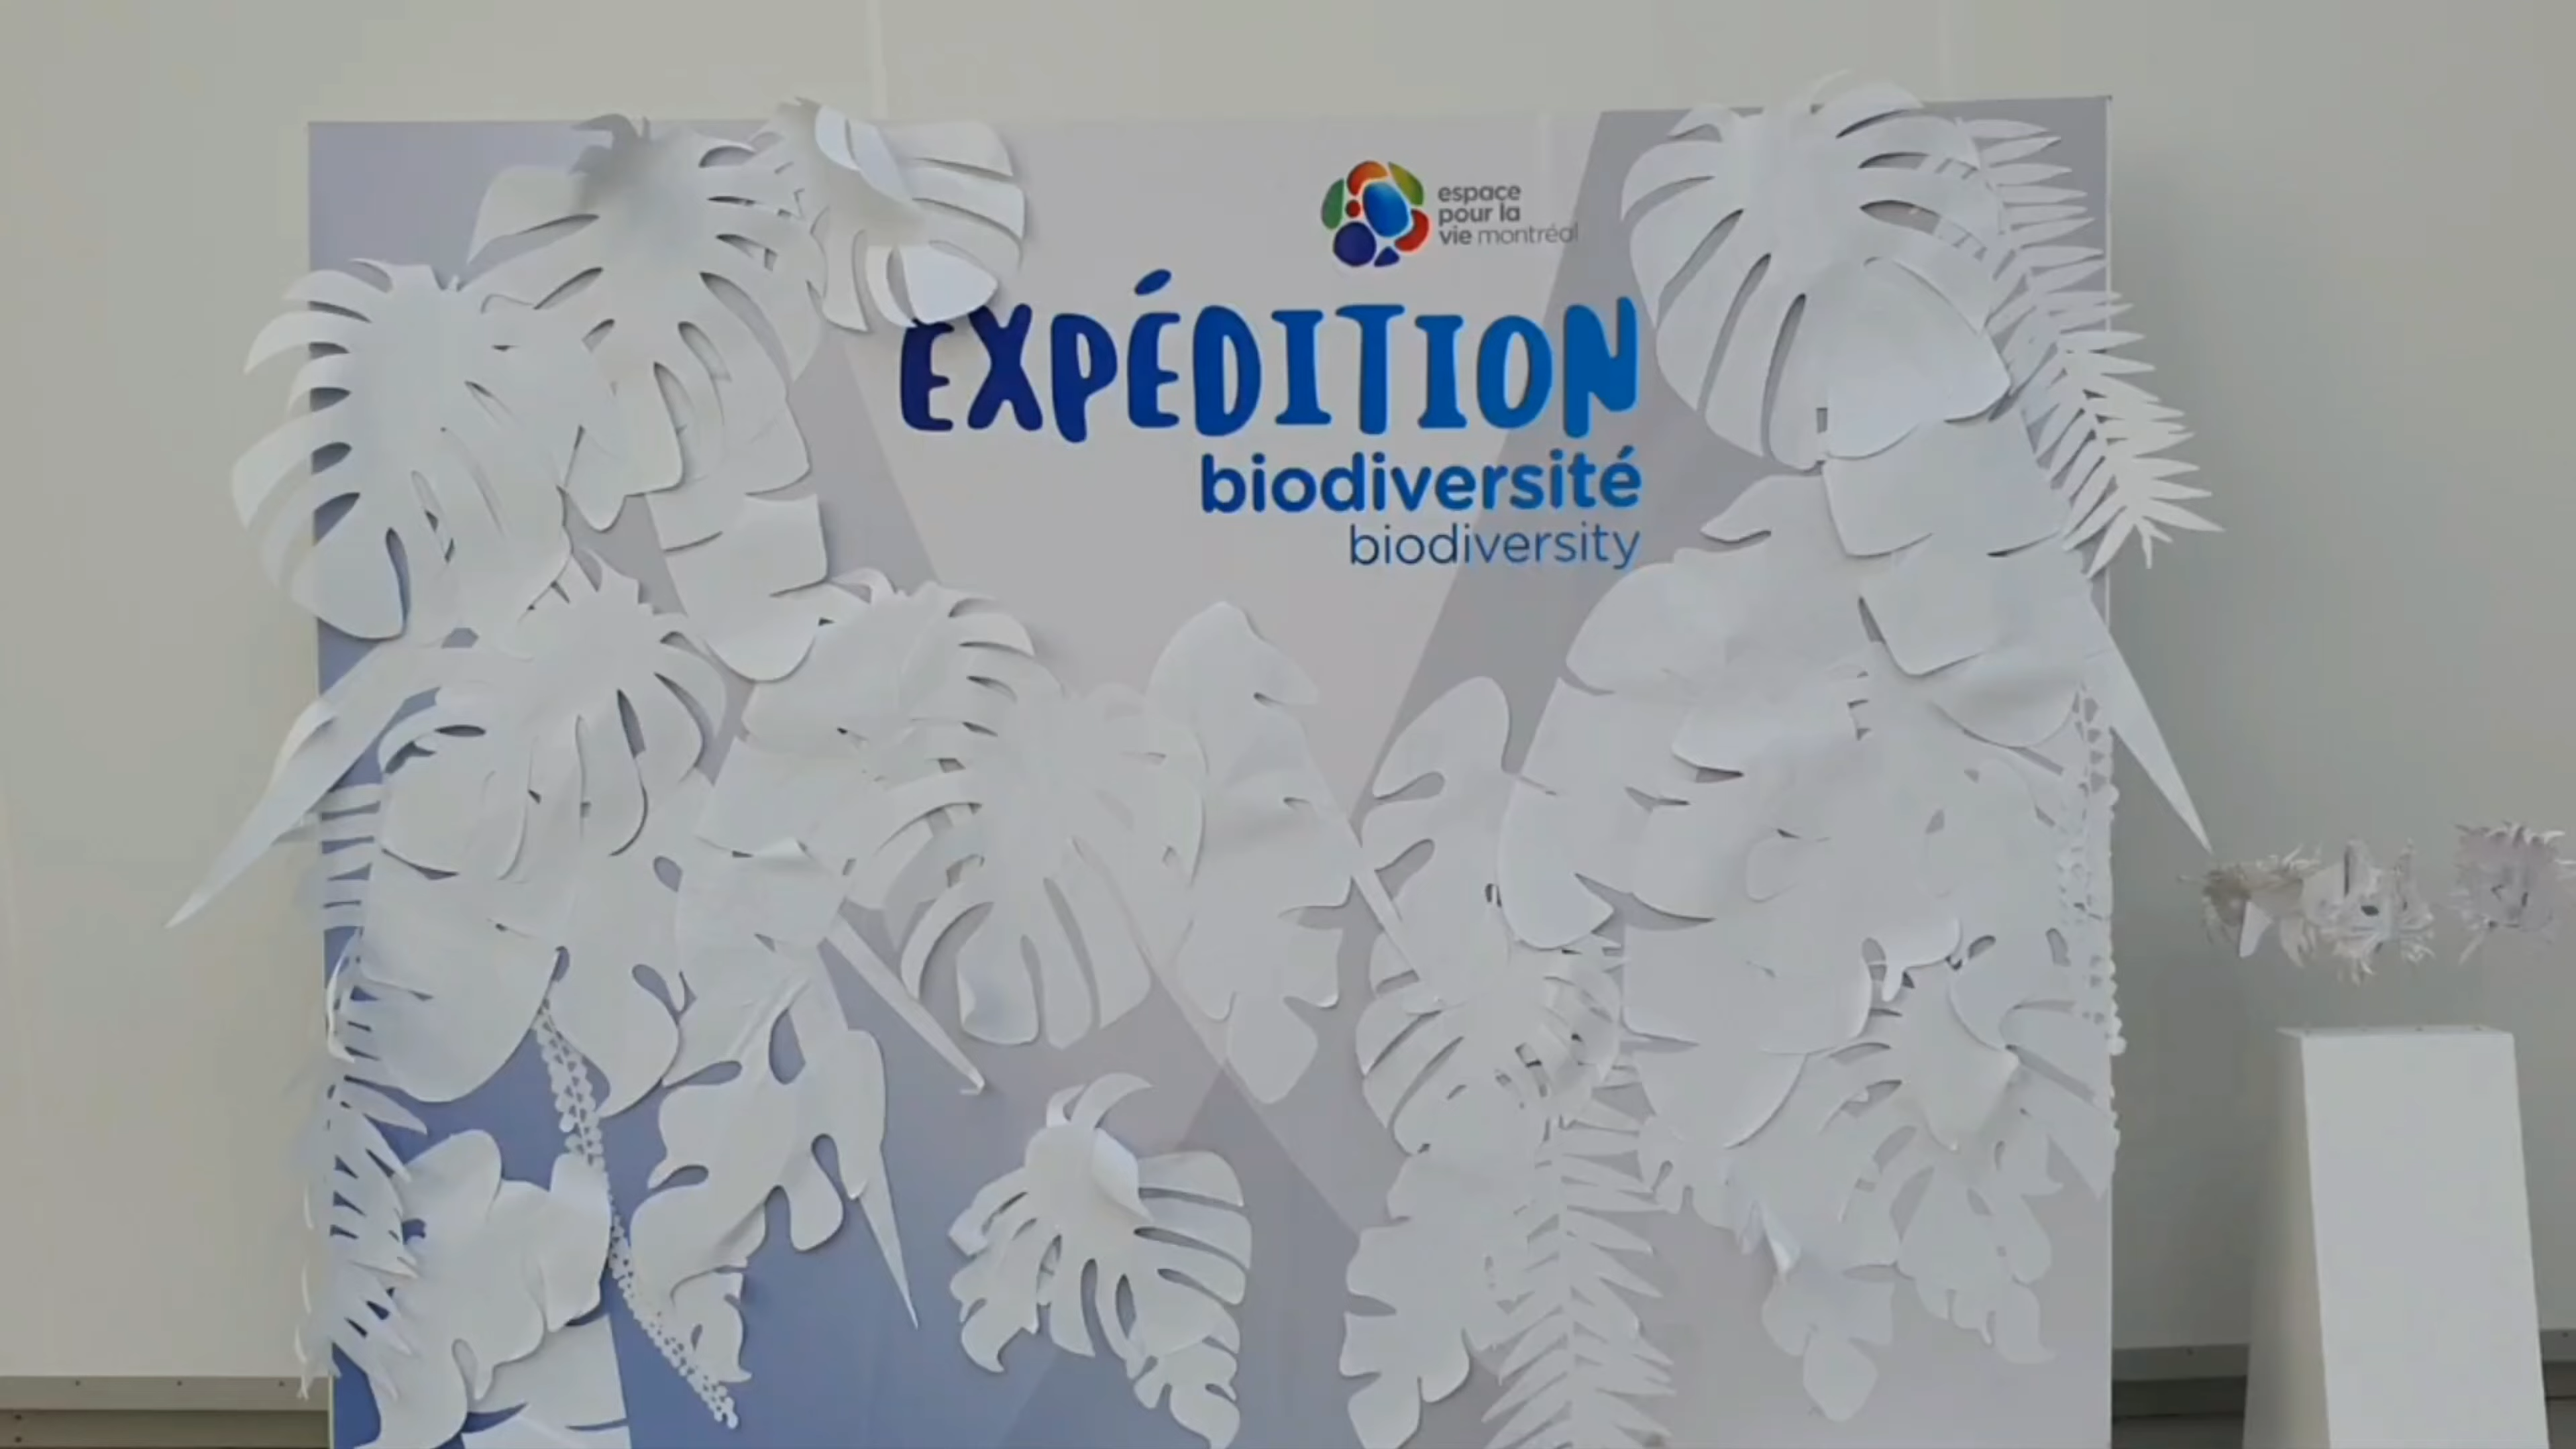 espace
pour la
vie montréal
EXPÉDITION
biodiversité
biodiversity